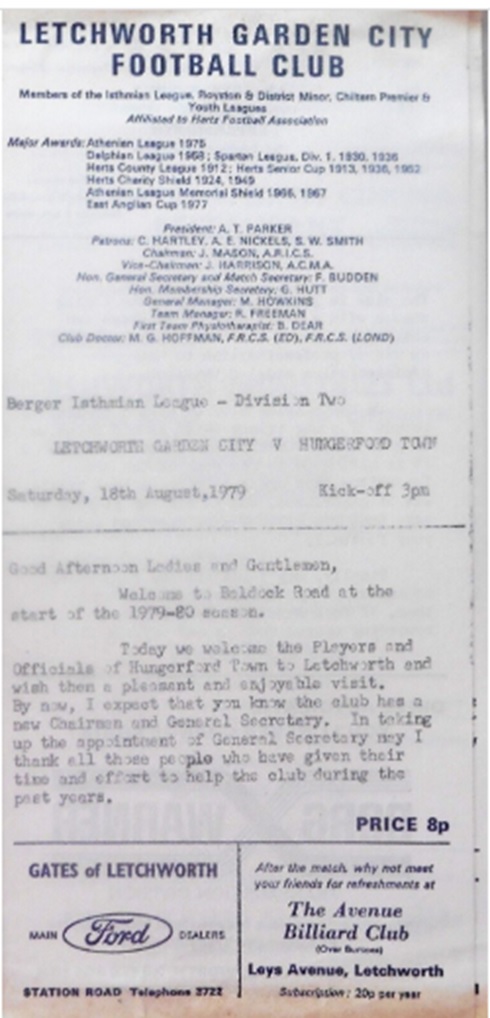 LETCHWORTH GARDEN CITY
FOOTBALL CLUB
Members of the Isthmian League, Royston & District Minor, Chiltern Premier &
Youth Leagues
Affiliated to Herts Football Association
Major Awards: Athenian League 1975
Delphian League 1968; Spartan League, Div. 1. 1930, 1936
Herts County League 1912; Herts Senior Cup 1913, 1936, 1952
Herts Charity Shield 1924, 1949
Athenian League Memorial Shield 1966, 1967
East Anglian Cup 1977
President: A. T. PARKER
Patrons: C. HARTLEY, A. E. NICKELS, S. W. SMITH
Chairman: J. MASON, A.R.I.C.S.
Vice-Chairman: J. HARRISON, A.C.M.A.
Hon. General Secretary and Match Secretary: F. BUDDEN
Hon. Membership Secretary: G. HUTT
General Manager: M. HOWKINS
Team Manager: R. FREEMAN
First Team Physiotherapist: B. DEAR
Club Doctor: M. G. HOFFMAN, F.R.C.S. (ED), F.R.C.S. (LOND)
Berger Isthmian League - Division Two
LETCHWORTH GARDEN CITY V HUNGERFORD TOWN
Saturday, 18th August,1979 Kick-off 3pm
Good Afternoon Ladies and Gentlemen,
Welcome to Baldock Road at the
start of the 1979-80 season.
Today we welcome the Players and
Officials of Hungerford Town to Letchworth and
wish them a pleasant and enjoyable visit.
By now, I expect that you know the club has a
new Chairman and General Secretary. In taking
up the appointment of General Secretary may I
thank all those people who have given their
time and effort to help the club during the
past years.
PRICE 8p
GATES of LETCHWORTH
MAIN Ford DEALERS
STATION ROAD Telephone 3722
After the match, why not meet
your friends for refreshments at
The Avenue
Billiard Club
(Over Burtons)
Leys Avenue, Letchworth
Subscription: 20p per year